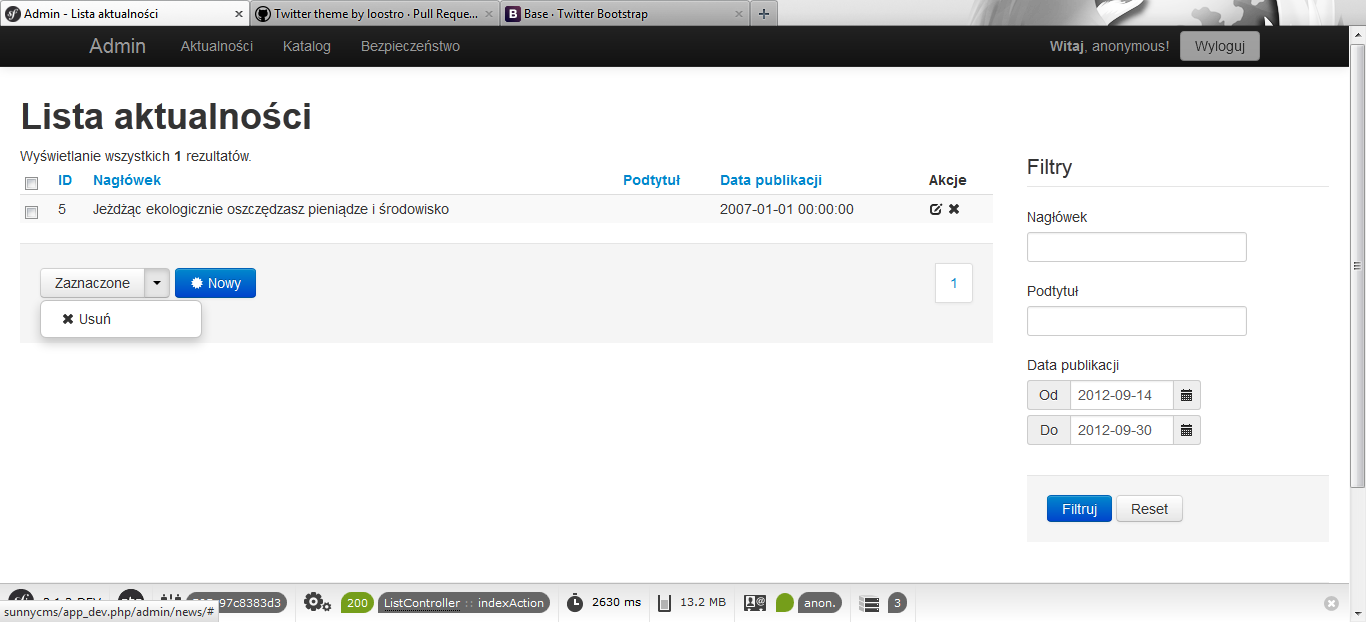 Admin - Lista aktualności
Twitter theme by loostro · Pull Reque...
Base · Twitter Bootstrap
Admin Aktualności Katalog Bezpieczeństwo Witaj, anonymous! Wyloguj
Lista aktualności
Wyświetlanie wszystkich 1 rezultatów.
ID Nagłówek Podtytuł Data publikacji Akcje
5 Jeżdżąc ekologicznie oszczędzasz pieniądze i środowisko 2007-01-01 00:00:00
Zaznaczone Nowy 1
Usuń
Filtry
Nagłówek
Podtytuł
Data publikacji
Od 2012-09-14
Do 2012-09-30
Filtruj Reset
97c8383d3 200 ListController :: indexAction 2630 ms 13.2 MB anon. 3
sunnycms/app_dev.php/admin/news/#